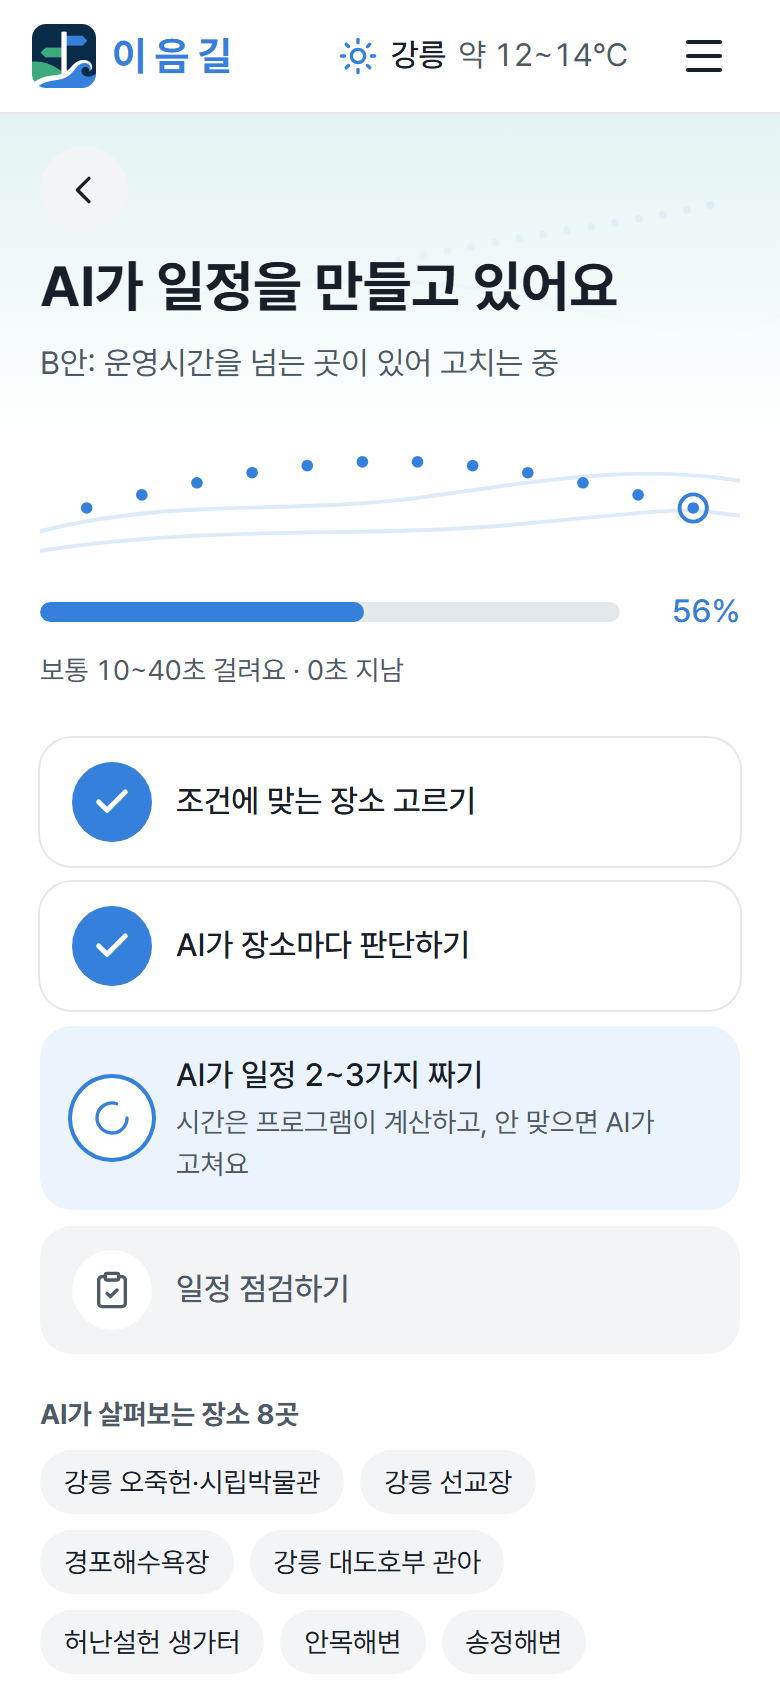 이음길
강릉 약 12~14°C
AI가 일정을 만들고 있어요
B안: 운영시간을 넘는 곳이 있어 고치는 중
56%
보통 10~40초 걸려요 · 0초 지남
조건에 맞는 장소 고르기
AI가 장소마다 판단하기
AI가 일정 2~3가지 짜기
시간은 프로그램이 계산하고, 안 맞으면 AI가
고쳐요
일정 점검하기
AI가 살펴보는 장소 8곳
강릉 오죽헌·시립박물관
강릉 선교장
경포해수욕장
강릉 대도호부 관아
허난설헌 생가터
안목해변
송정해변